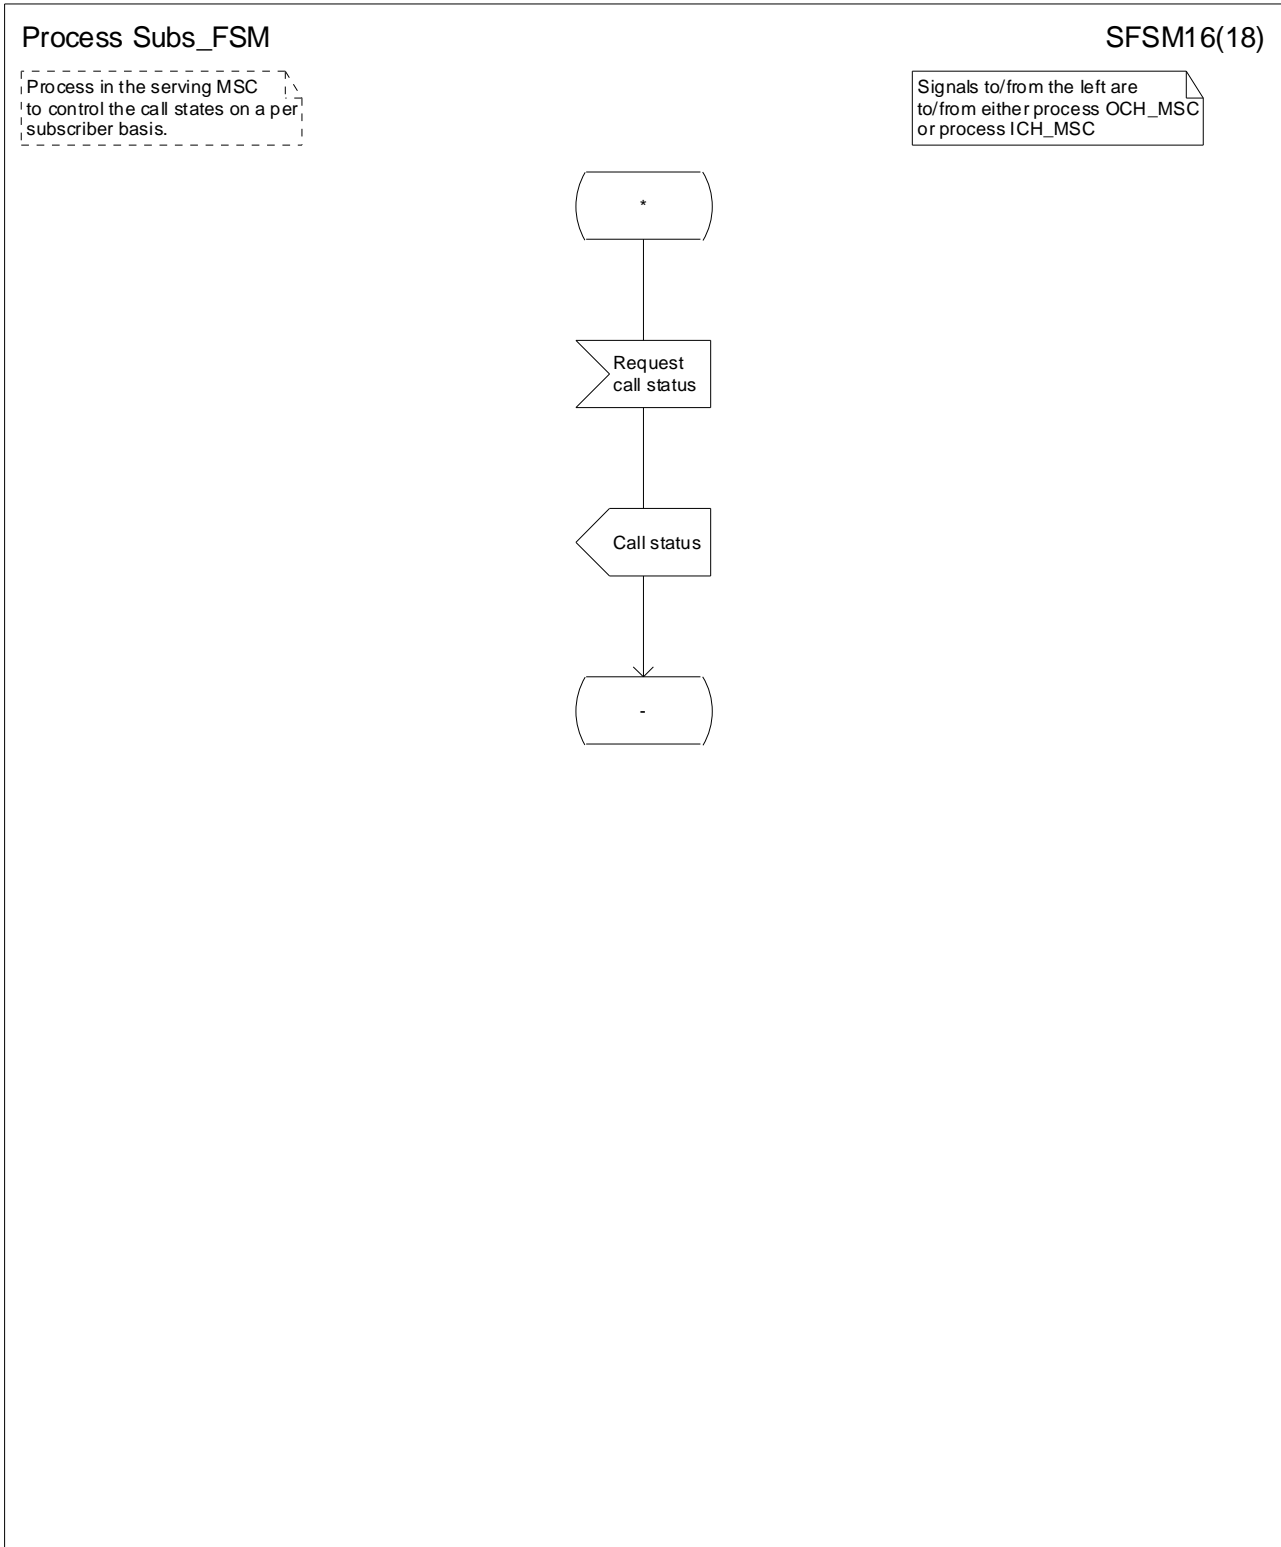 Process Subs_FSM
SFSM16(18)
Process in the serving MSC
to control the call states on a per
subscriber basis.
Signals to/from the left are
to/from either process OCH_MSC
or process ICH_MSC
*
Request
call status
Call status
-